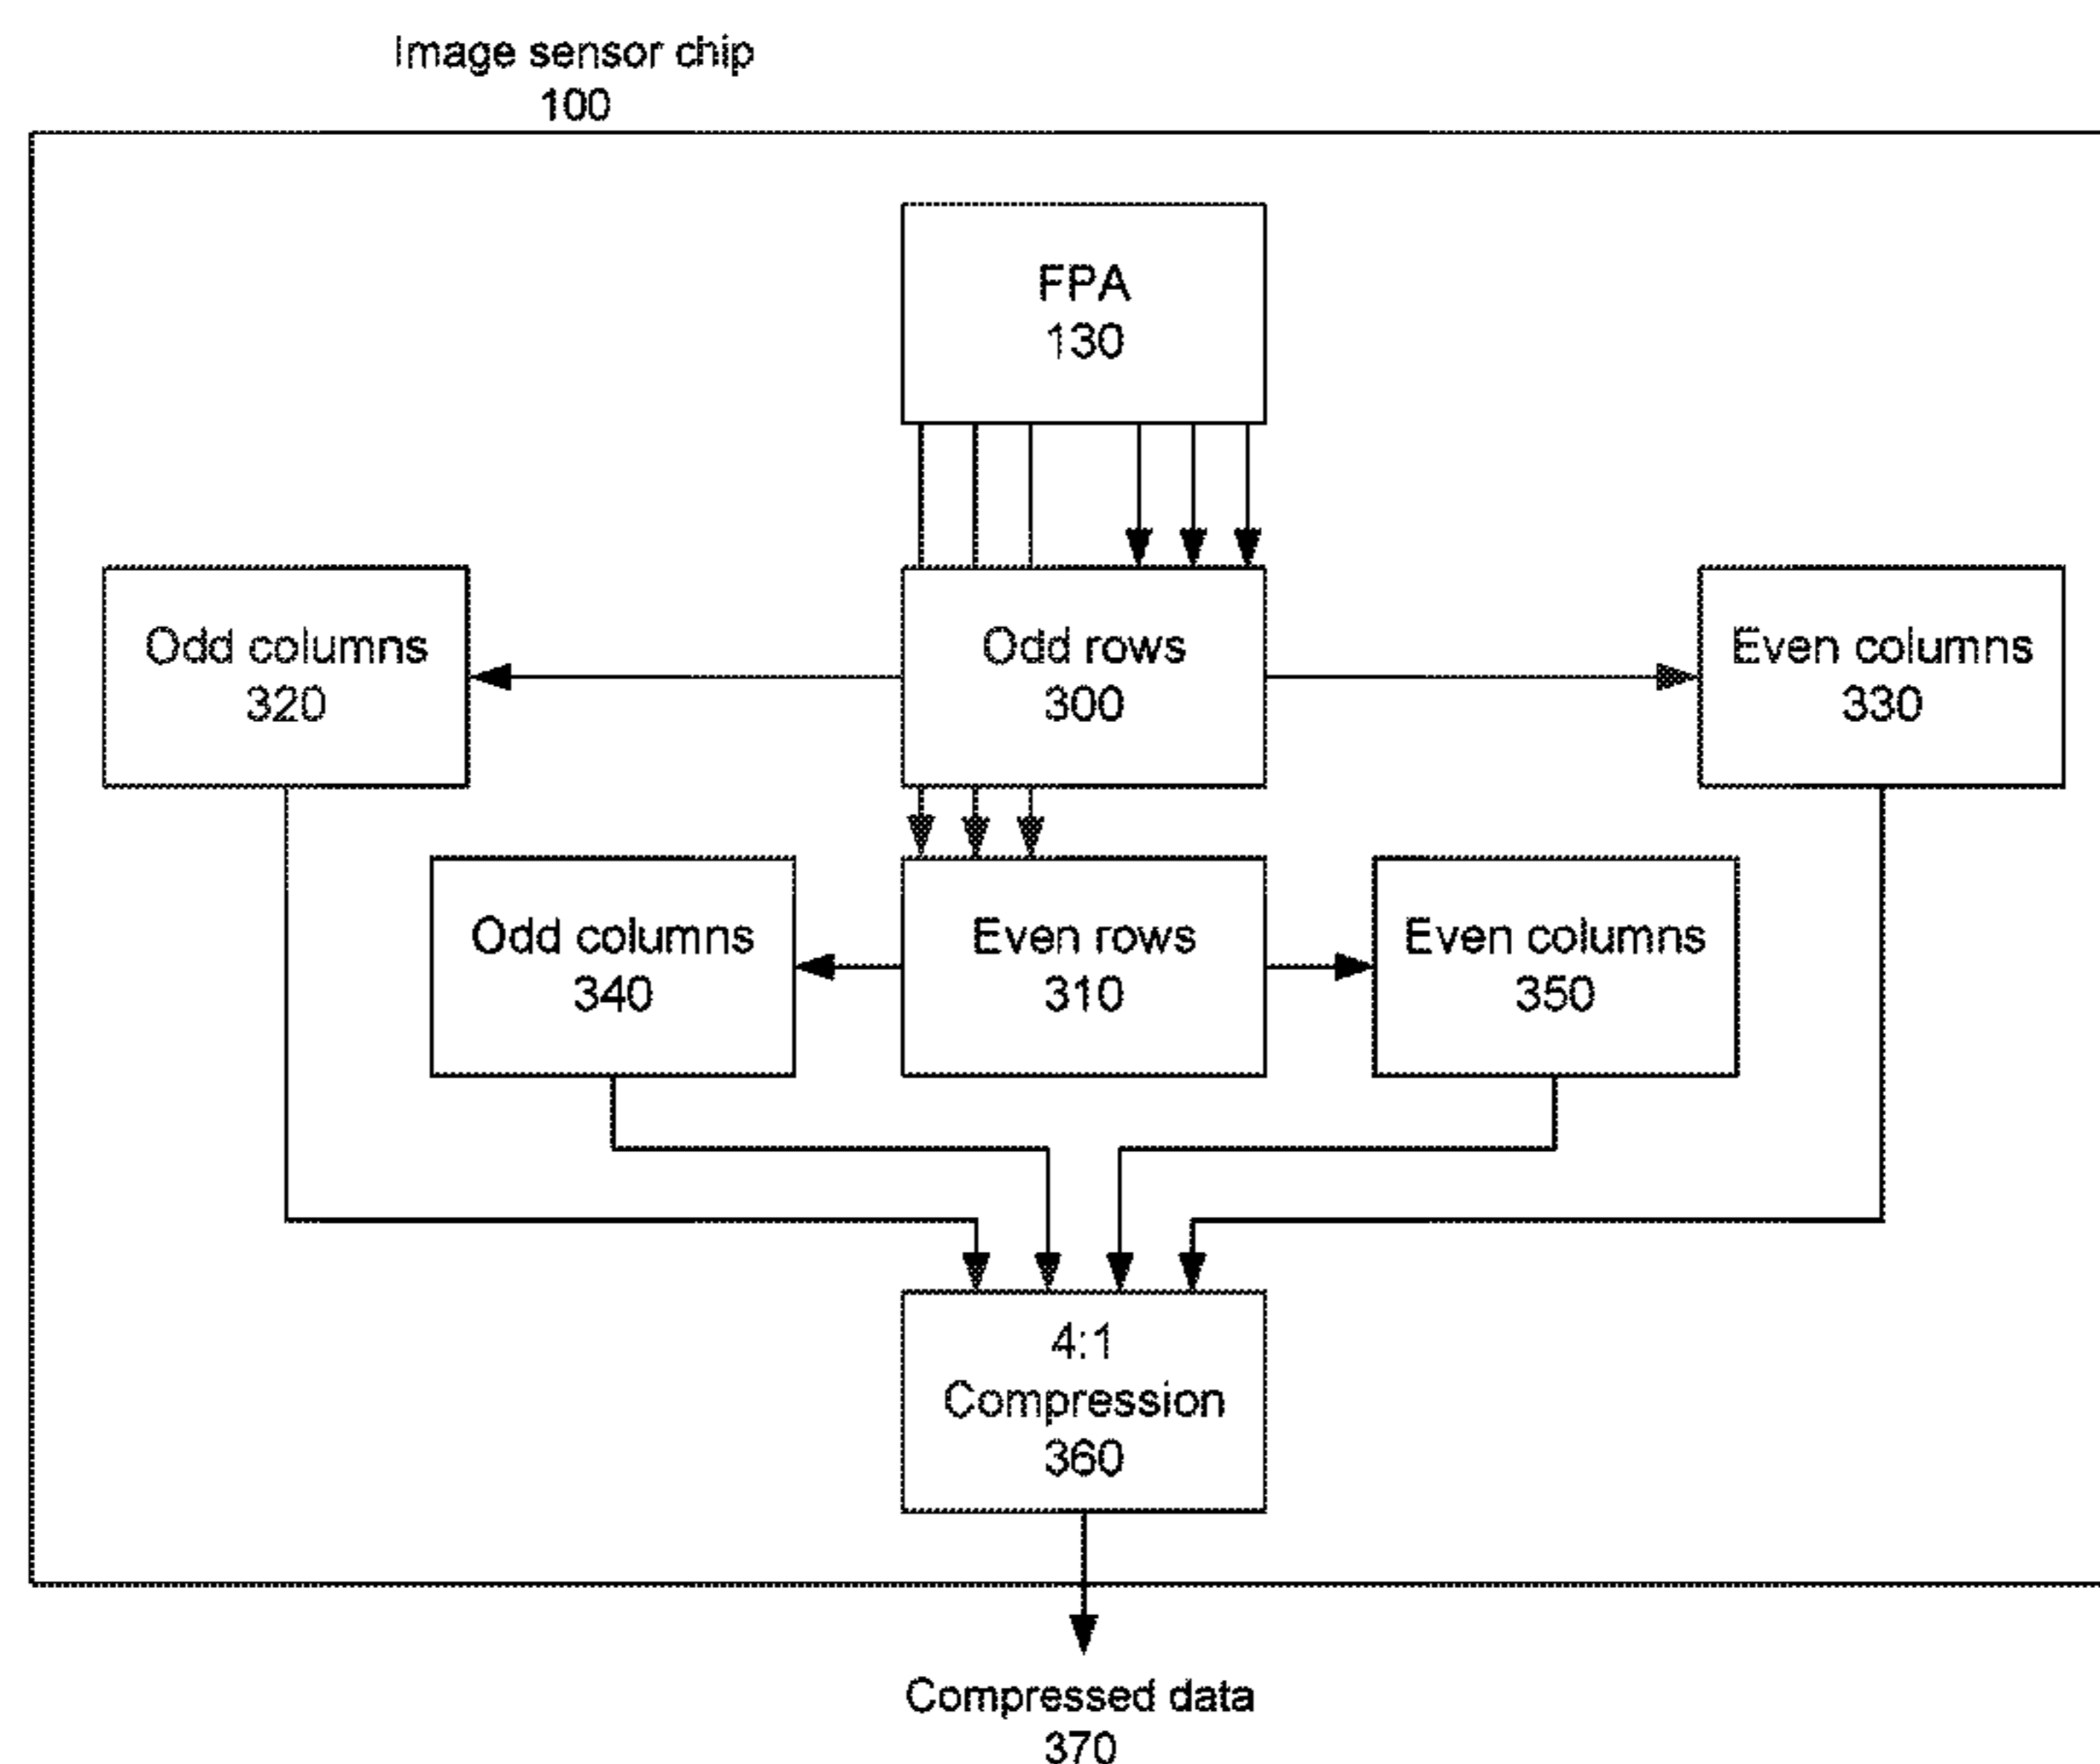 Image sensor chip
100
FPA
130
Odd columns
320
Odd rows
300
Even columns
330
Odd columns
340
Even rows
310
Even columns
350
4:1
Compression
360
Compressed data
370